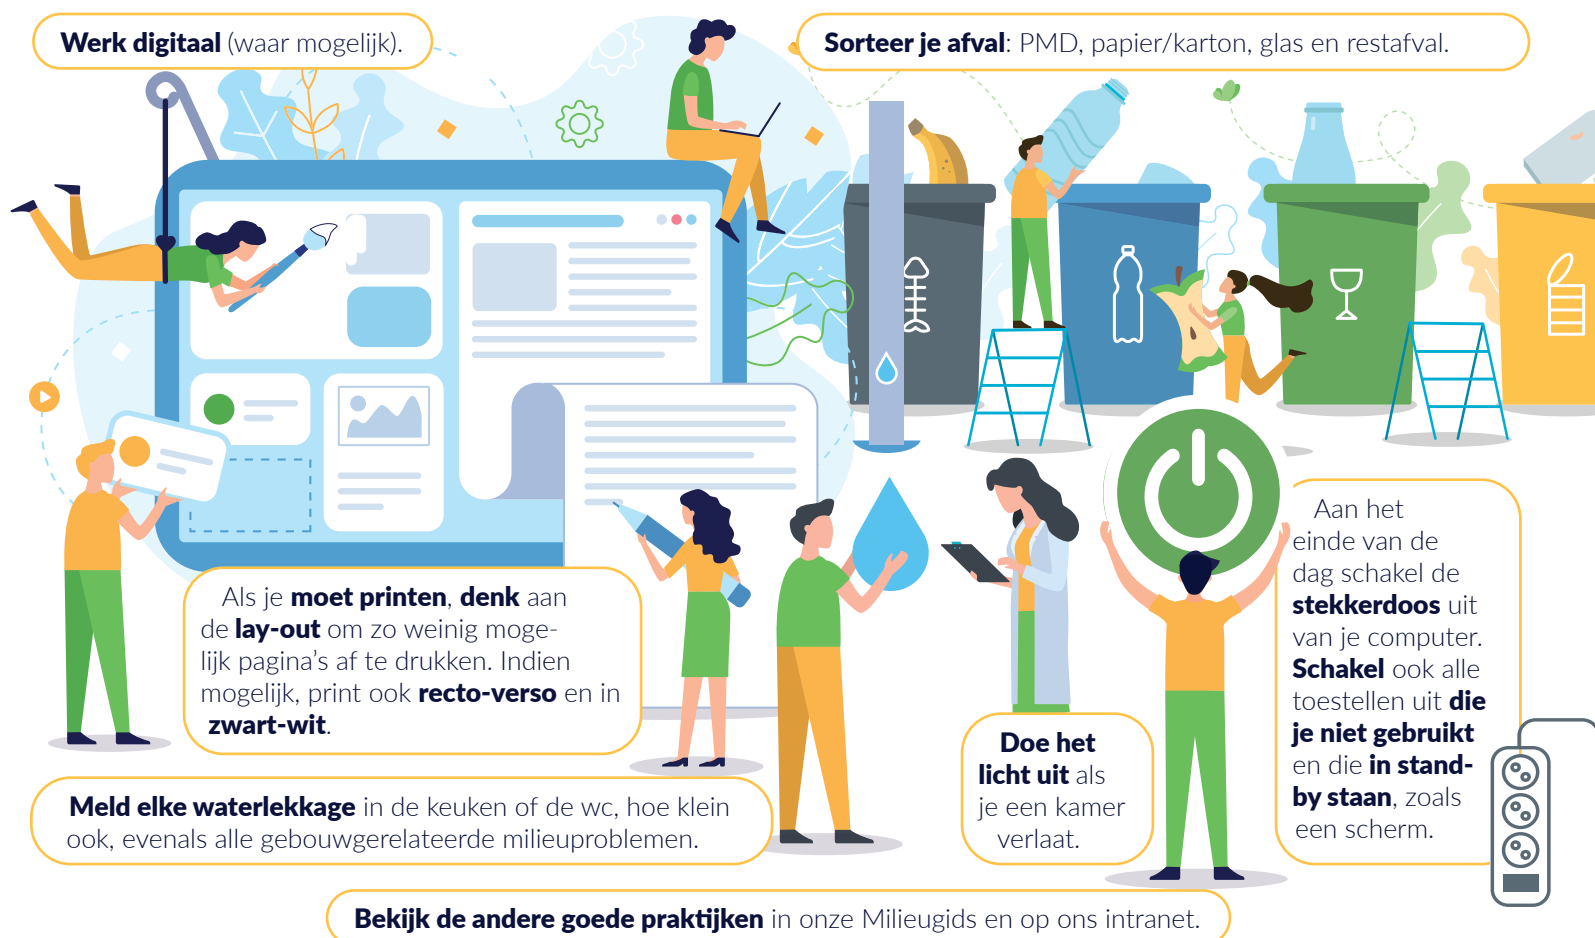 Werk digitaal (waar mogelijk).
Sorteer je afval: PMD, papier/karton, glas en restafval.
Als je moet printen, denk aan
de lay-out om zo weinig moge-
lijk pagina's af te drukken. Indien
mogelijk, print ook recto-verso en in
zwart-wit.
Meld elke waterlekkage in de keuken of de wc, hoe klein
ook, evenals alle gebouwgerelateerde milieuproblemen.
Doe het
licht uit als
je een kamer
verlaat.
Aan het
einde van de
dag schakel de
stekkerdoos uit
van je computer.
Schakel ook alle
toestellen uit die
je niet gebruikt
en die in stand-
by staan, zoals
een scherm.
Bekijk de andere goede praktijken in onze Milieugids en op ons intranet.